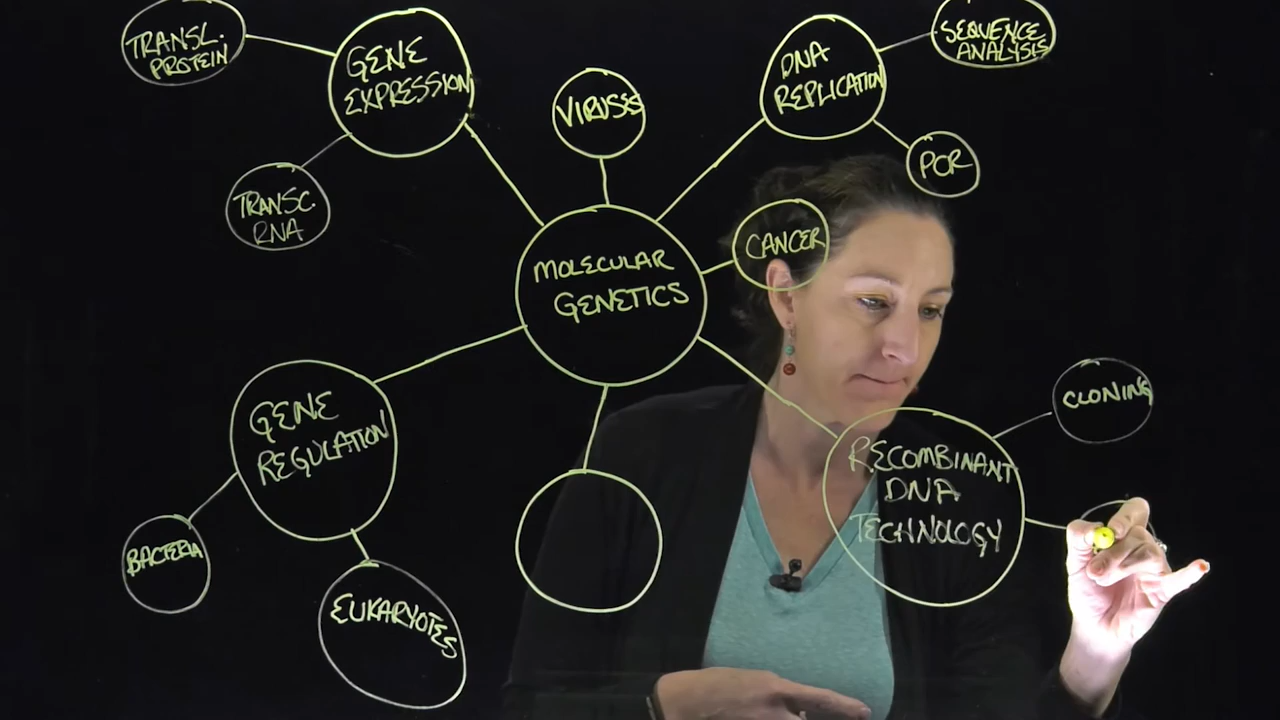 TRANSL.
PROTEIN
GENE
EXPRESSION
TRANSC.
RNA
VIRUSES
DNA
REPLICATION
SEQUENCE
ANALYSIS
PCR
CANCER
MOLECULAR
GENETICS
GENE
REGULATION
BACTERIA
EUKARYOTES
RECOMBINANT
DNA
TECHNOLOGY
CLONING